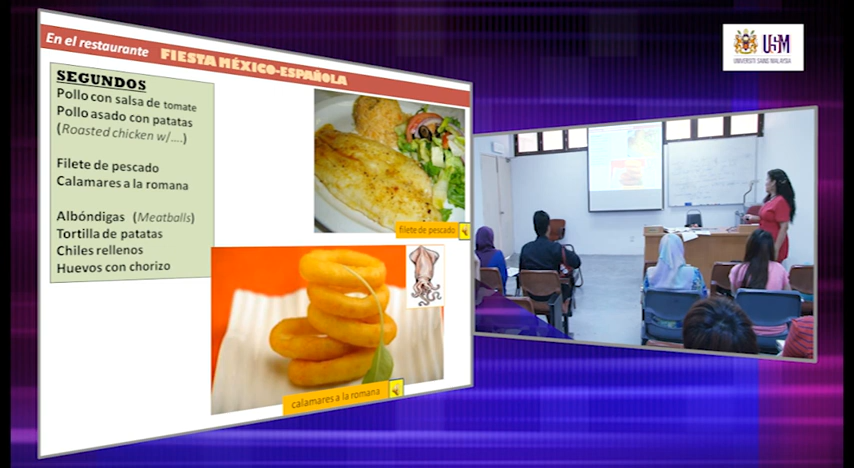 En el restaurante FIESTA MÉXICO-ESPAÑOLA
SEGUNDOS
Pollo con salsa de tomate
Pollo asado con patatas
(Roasted chicken w/....)
Filete de pescado
Calamares a la romana
Albóndigas (Meatballs)
Tortilla de patatas
Chiles rellenos
Huevos con chorizo
filete de pescado
calamares a la romana
USM
UNIVERSITI SAINS MALAYSIA